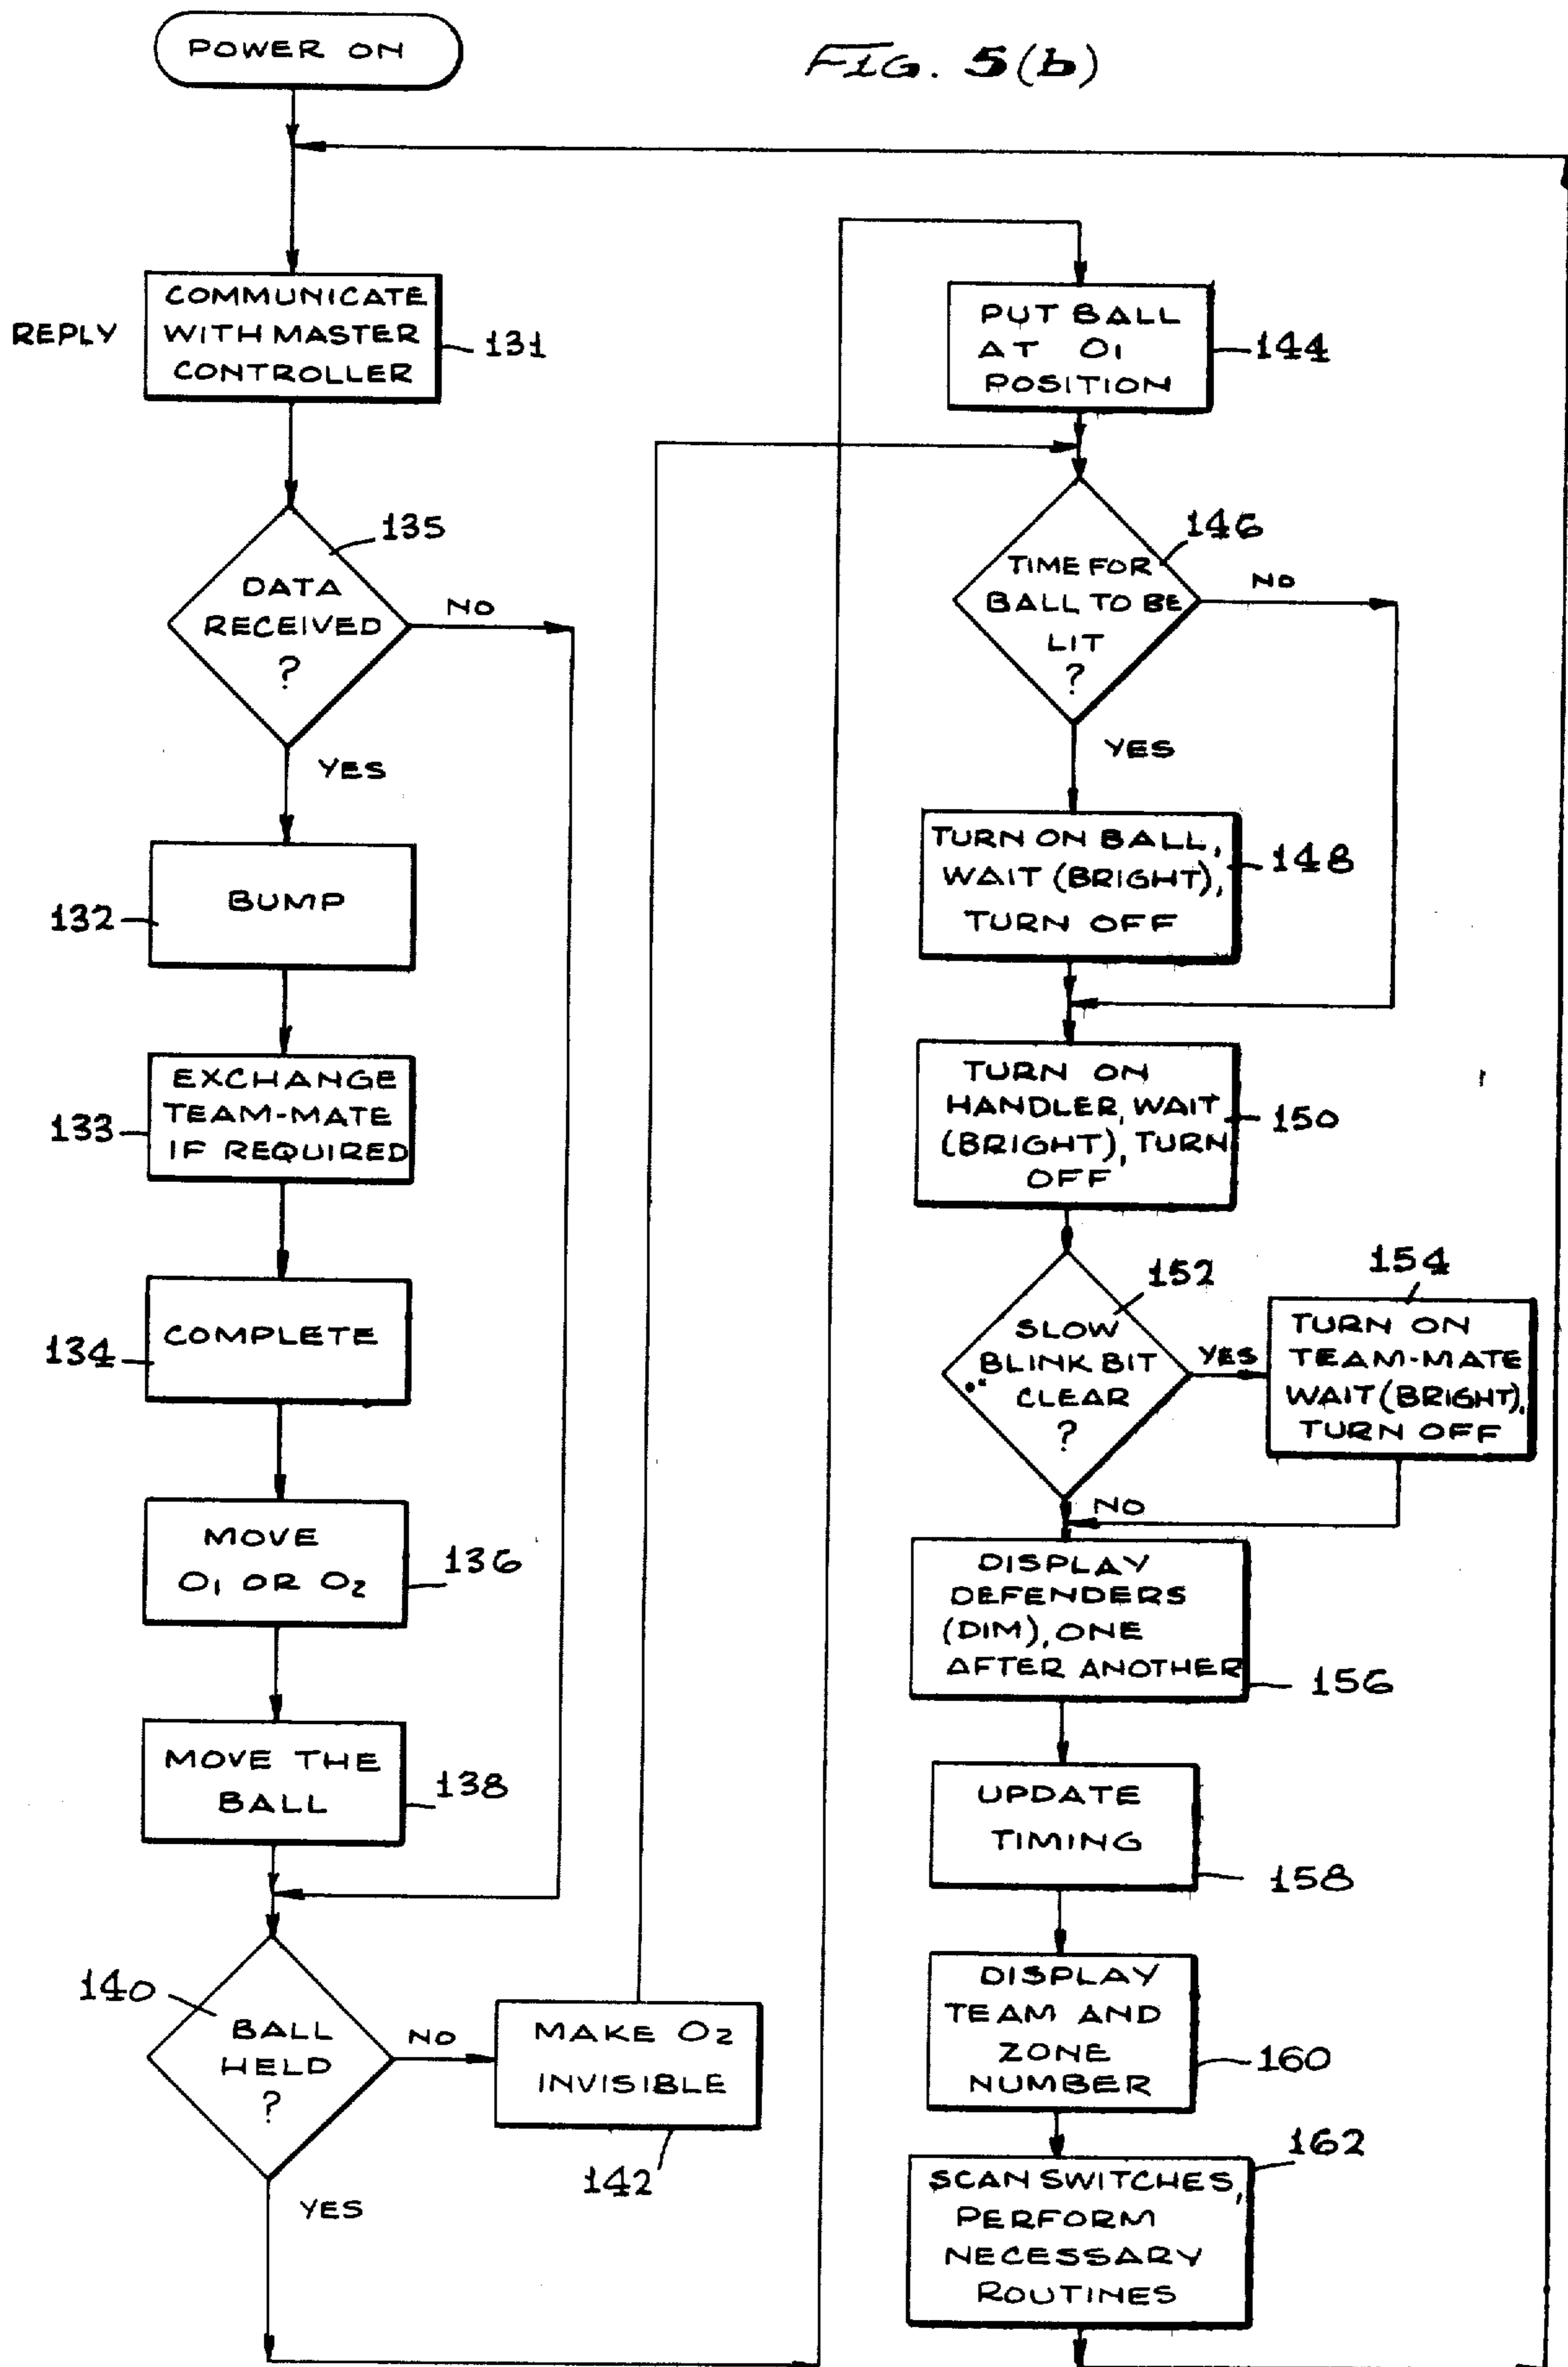 POWER ON
FIG. 5(b)
REPLY
COMMUNICATE
WITH MASTER
CONTROLLER
131
135
DATA
RECEIVED
?
NO
YES
BUMP
132
EXCHANGE
TEAM-MATE
IF REQUIRED
133
COMPLETE
134
MOVE
O1 OR O2
136
MOVE THE
BALL
138
140
BALL
HELD
?
NO
YES
MAKE O2
INVISIBLE
142
PUT BALL
AT O1
POSITION
144
146
TIME FOR
BALL TO BE
LIT
?
NO
YES
TURN ON BALL,
WAIT (BRIGHT),
TURN OFF
148
TURN ON
HANDLER, WAIT
(BRIGHT), TURN
OFF
150
152
SLOW
BLINK BIT
CLEAR
?
YES
NO
154
TURN ON
TEAM-MATE
WAIT (BRIGHT),
TURN OFF
DISPLAY
DEFENDERS
(DIM), ONE
AFTER ANOTHER
156
UPDATE
TIMING
158
DISPLAY
TEAM AND
ZONE
NUMBER
160
162
SCAN SWITCHES,
PERFORM
NECESSARY
ROUTINES